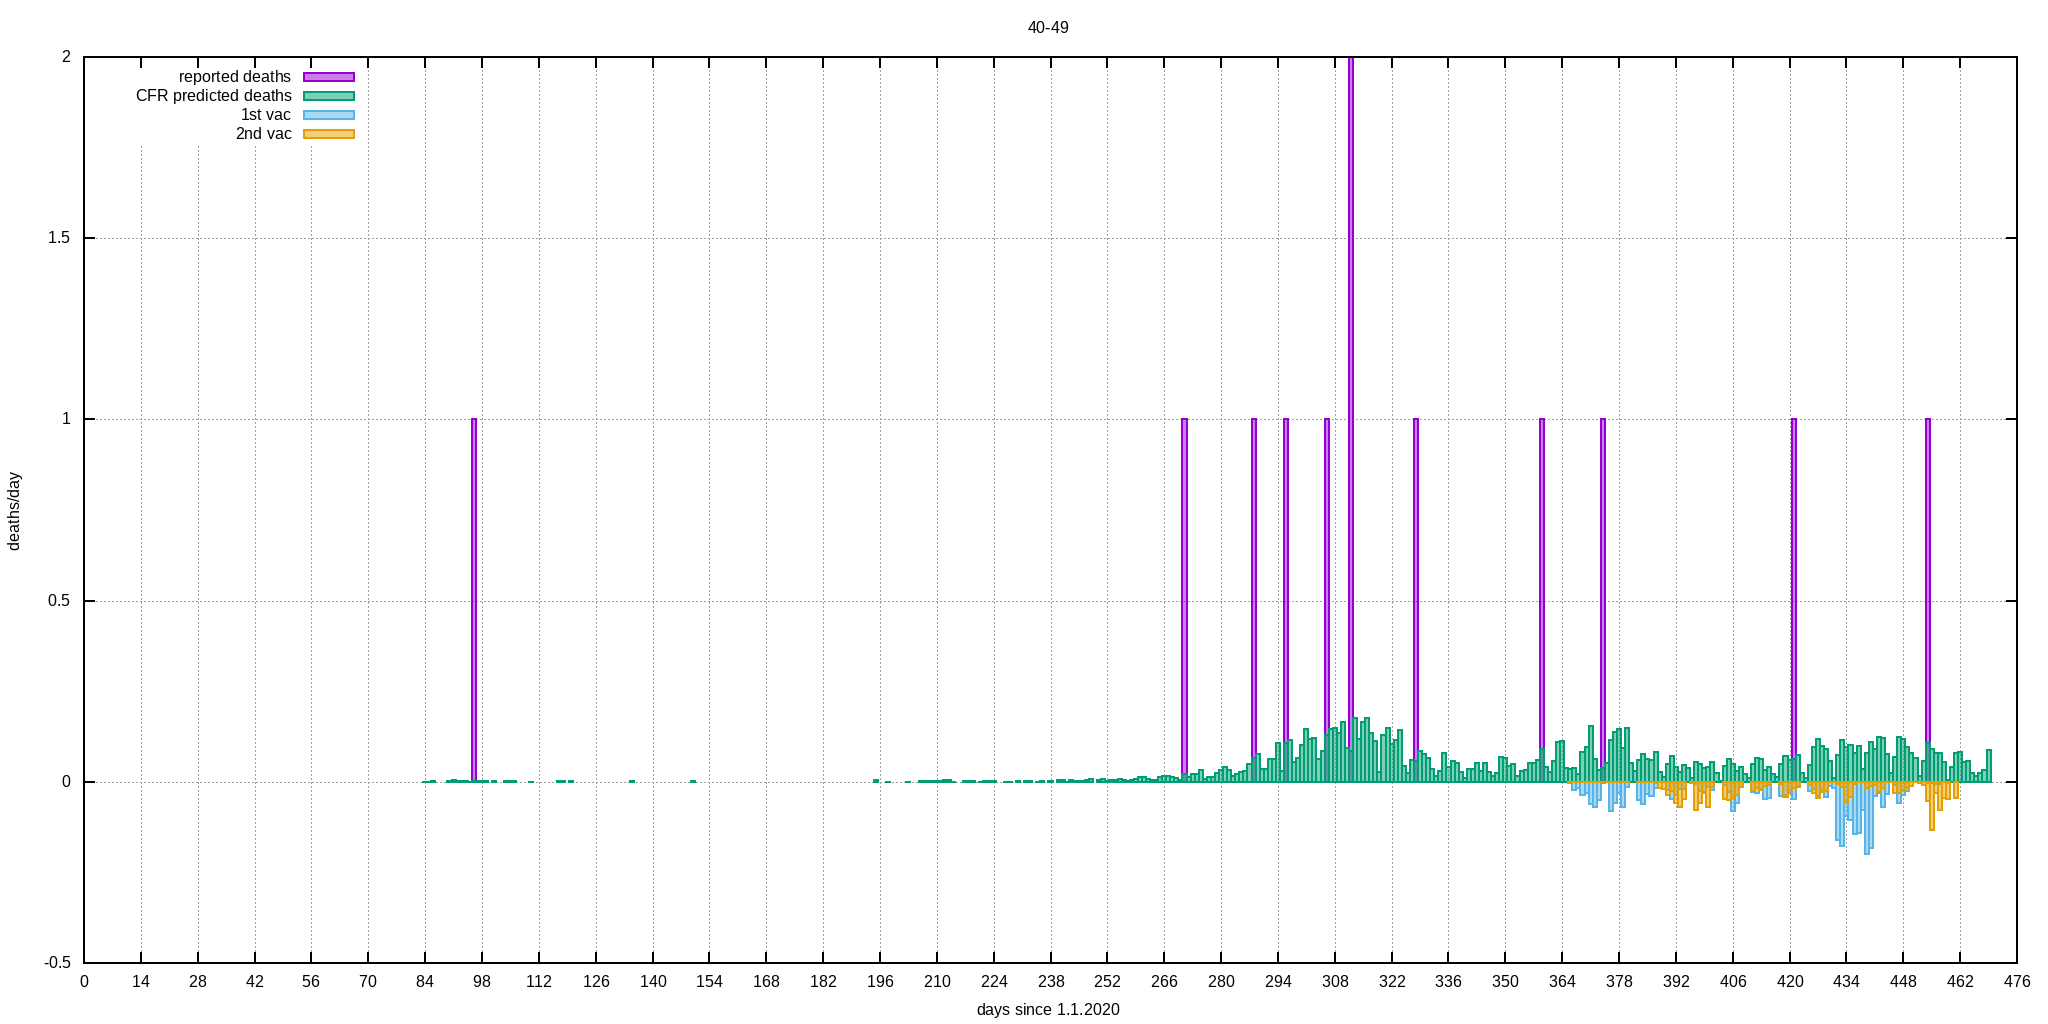 40-49
reported deaths
CFR predicted deaths
1st vac
2nd vac
2
1.5
1
0.5
0
-0.5
deaths/day
0 14 28 42 56 70 84 98 112 126 140 154 168 182 196 210 224 238 252 266 280 294 308 322 336 350 364 378 392 406 420 434 448 462 476
days since 1.1.2020